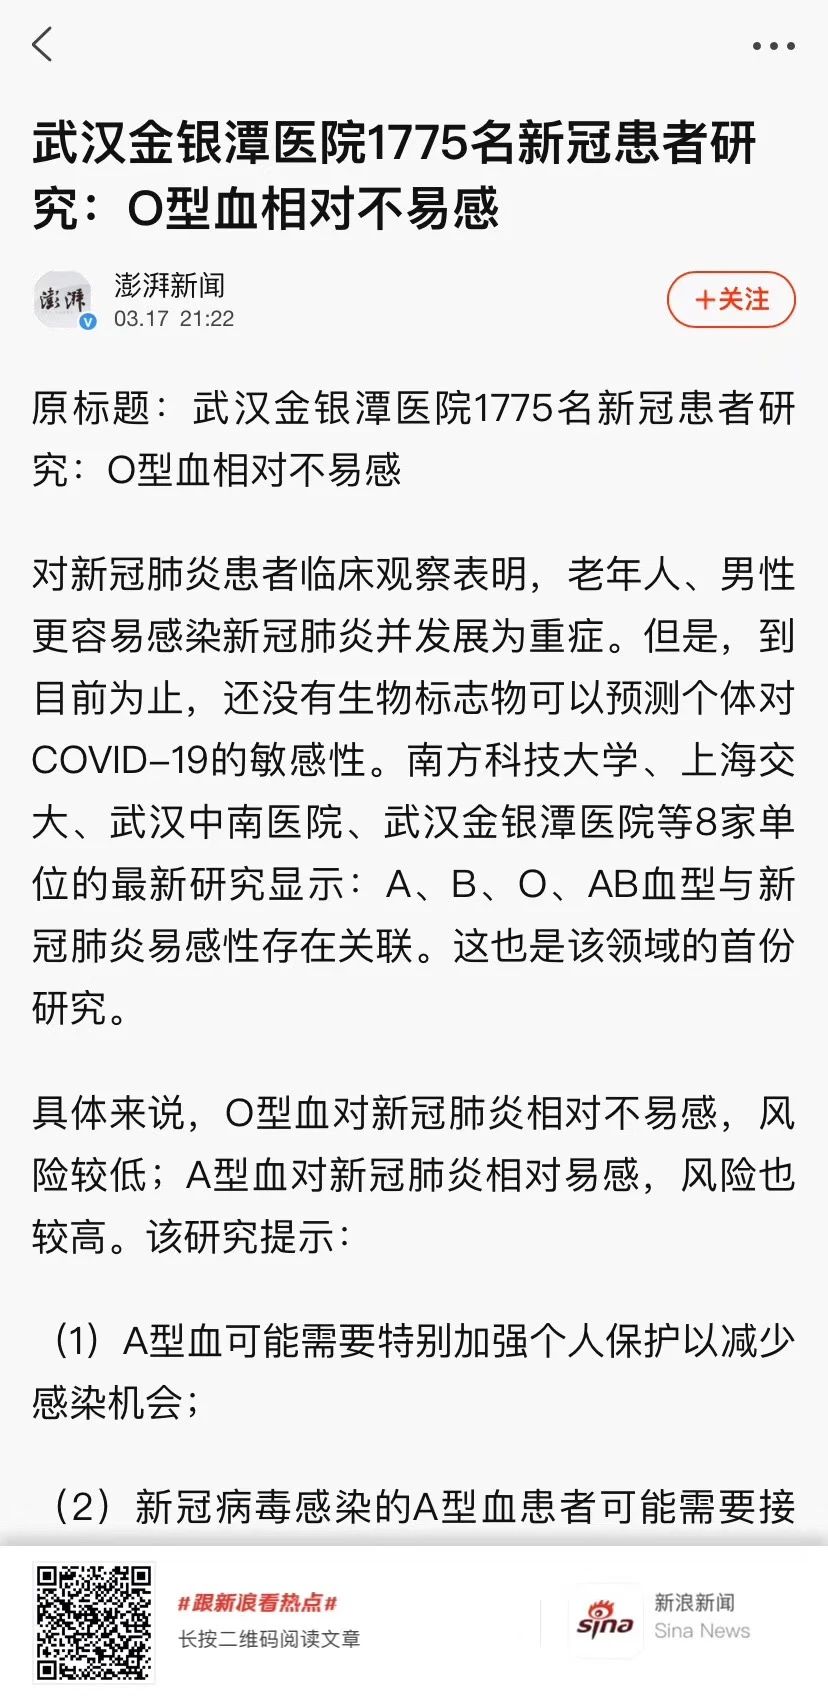 武汉金银潭医院1775名新冠患者研
究：O型血相对不易感
澎湃
V
澎湃新闻
03.17 21:22
+关注
原标题：武汉金银潭医院1775名新冠患者研
究：O型血相对不易感
对新冠肺炎患者临床观察表明，老年人、男性
更容易感染新冠肺炎并发展为重症。但是，到
目前为止，还没有生物标志物可以预测个体对
COVID-19的敏感性。南方科技大学、上海交
大、武汉中南医院、武汉金银潭医院等8家单
位的最新研究显示：A、B、O、AB血型与新
冠肺炎易感性存在关联。这也是该领域的首份
研究。
具体来说，O型血对新冠肺炎相对不易感，风
险较低；A型血对新冠肺炎相对易感，风险也
较高。该研究提示：
（1）A型血可能需要特别加强个人保护以减少
感染机会；
（2）新冠病毒感染的A型血患者可能需要接
#跟新浪看热点#
长按二维码阅读文章
sina
新浪新闻
Sina News